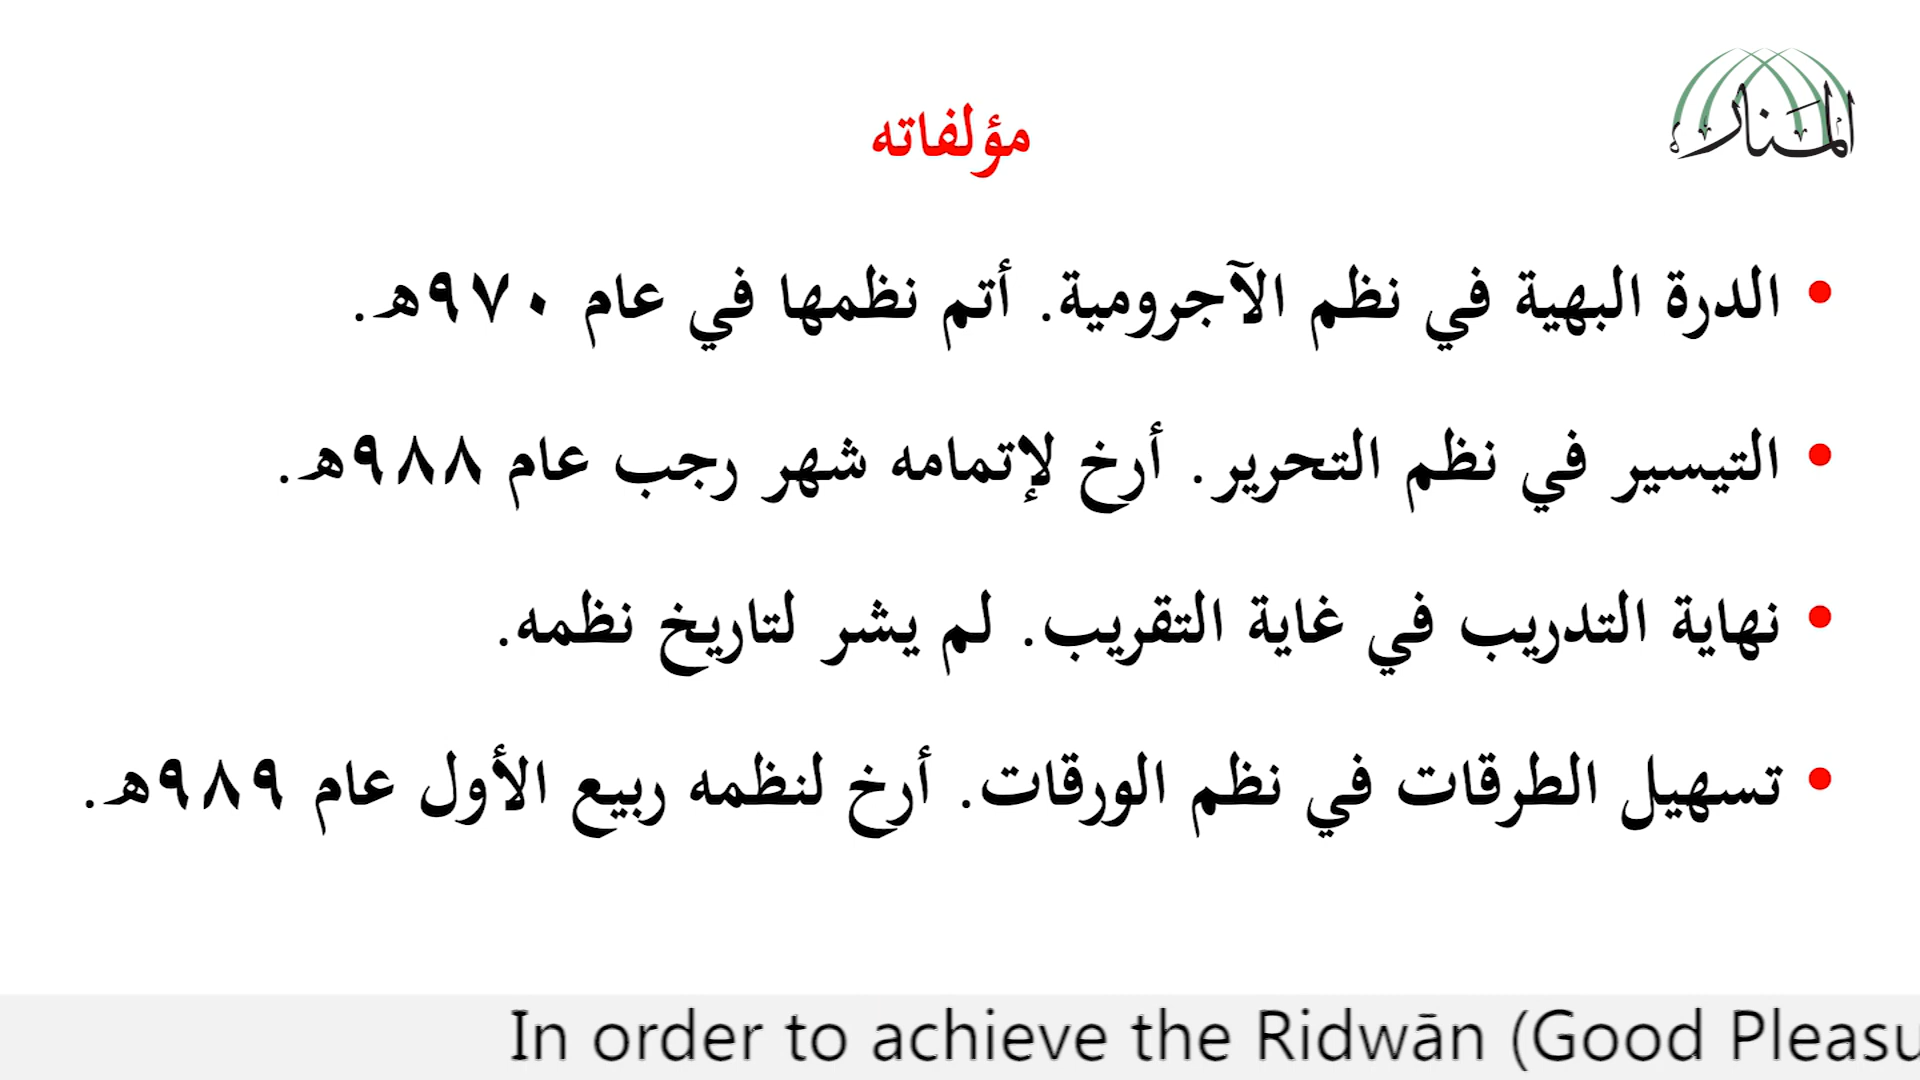 المنار
مؤلفاته
• الدرة البهية في نظم الآجرومية. أتم نظمها في عام ٩٧٠هـ.
• التيسير في نظم التحرير. أرخ لإتمامه شهر رجب عام ٩٨٨هـ.
• نهاية التدريب في غاية التقريب. لم يشر لتاريخ نظمه.
• تسهيل الطرقات في نظم الورقات. أرخ لنظمه ربيع الأول عام ٩٨٩هـ.
In order to achieve the Ridwān (Good Pleasu